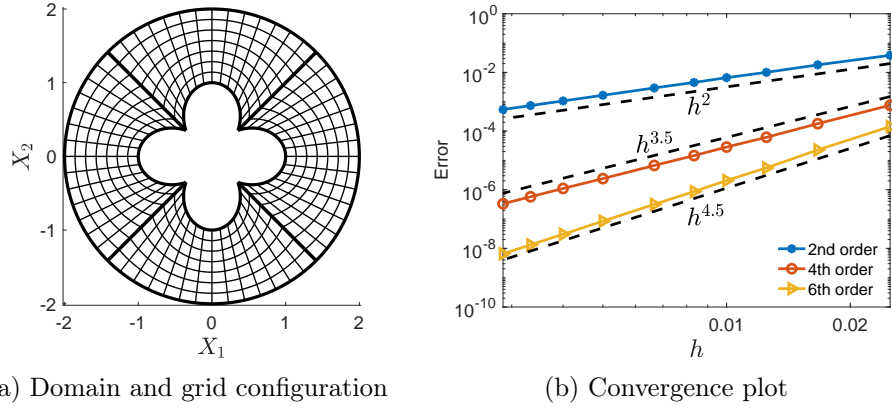 2
1
0
-1
-2
X_2
-2
-1
0
1
2
X_1
10^0
10^-2
10^-4
10^-6
10^-8
10^-10
Error
h^2
h^3.5
h^4.5
2nd order
4th order
6th order
0.01
0.02
h
a) Domain and grid configuration
(b) Convergence plot